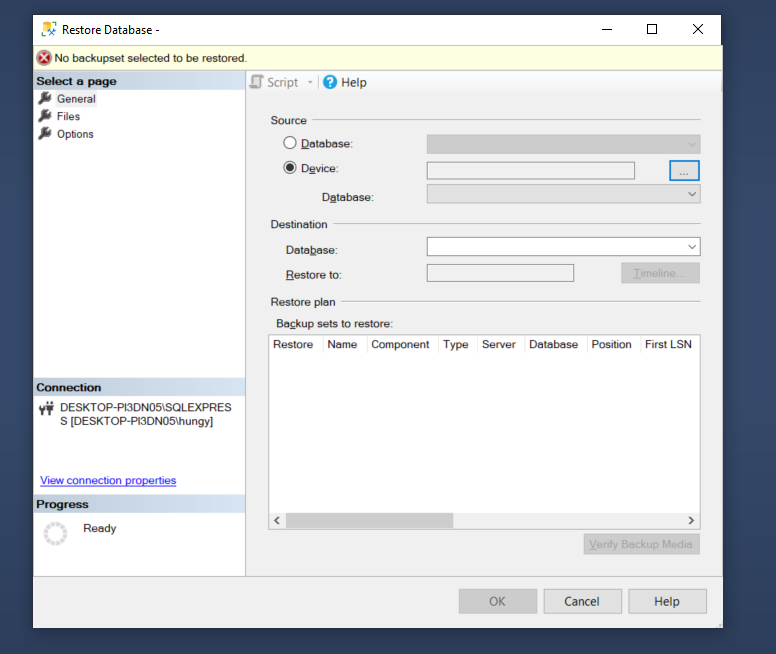 Restore Database -
No backupset selected to be restored.
Select a page
General
Files
Options
Script
Help
Source
Database:
Device:
...
Database:
Destination
Database:
Restore to:
Timeline...
Restore plan
Backup sets to restore:
Restore Name Component Type Server Database Position First LSN
Connection
DESKTOP-PI3DN05\SQLEXPRES
S [DESKTOP-PI3DN05\hungy]
View connection properties
Progress
Ready
Verify Backup Media
OK Cancel Help